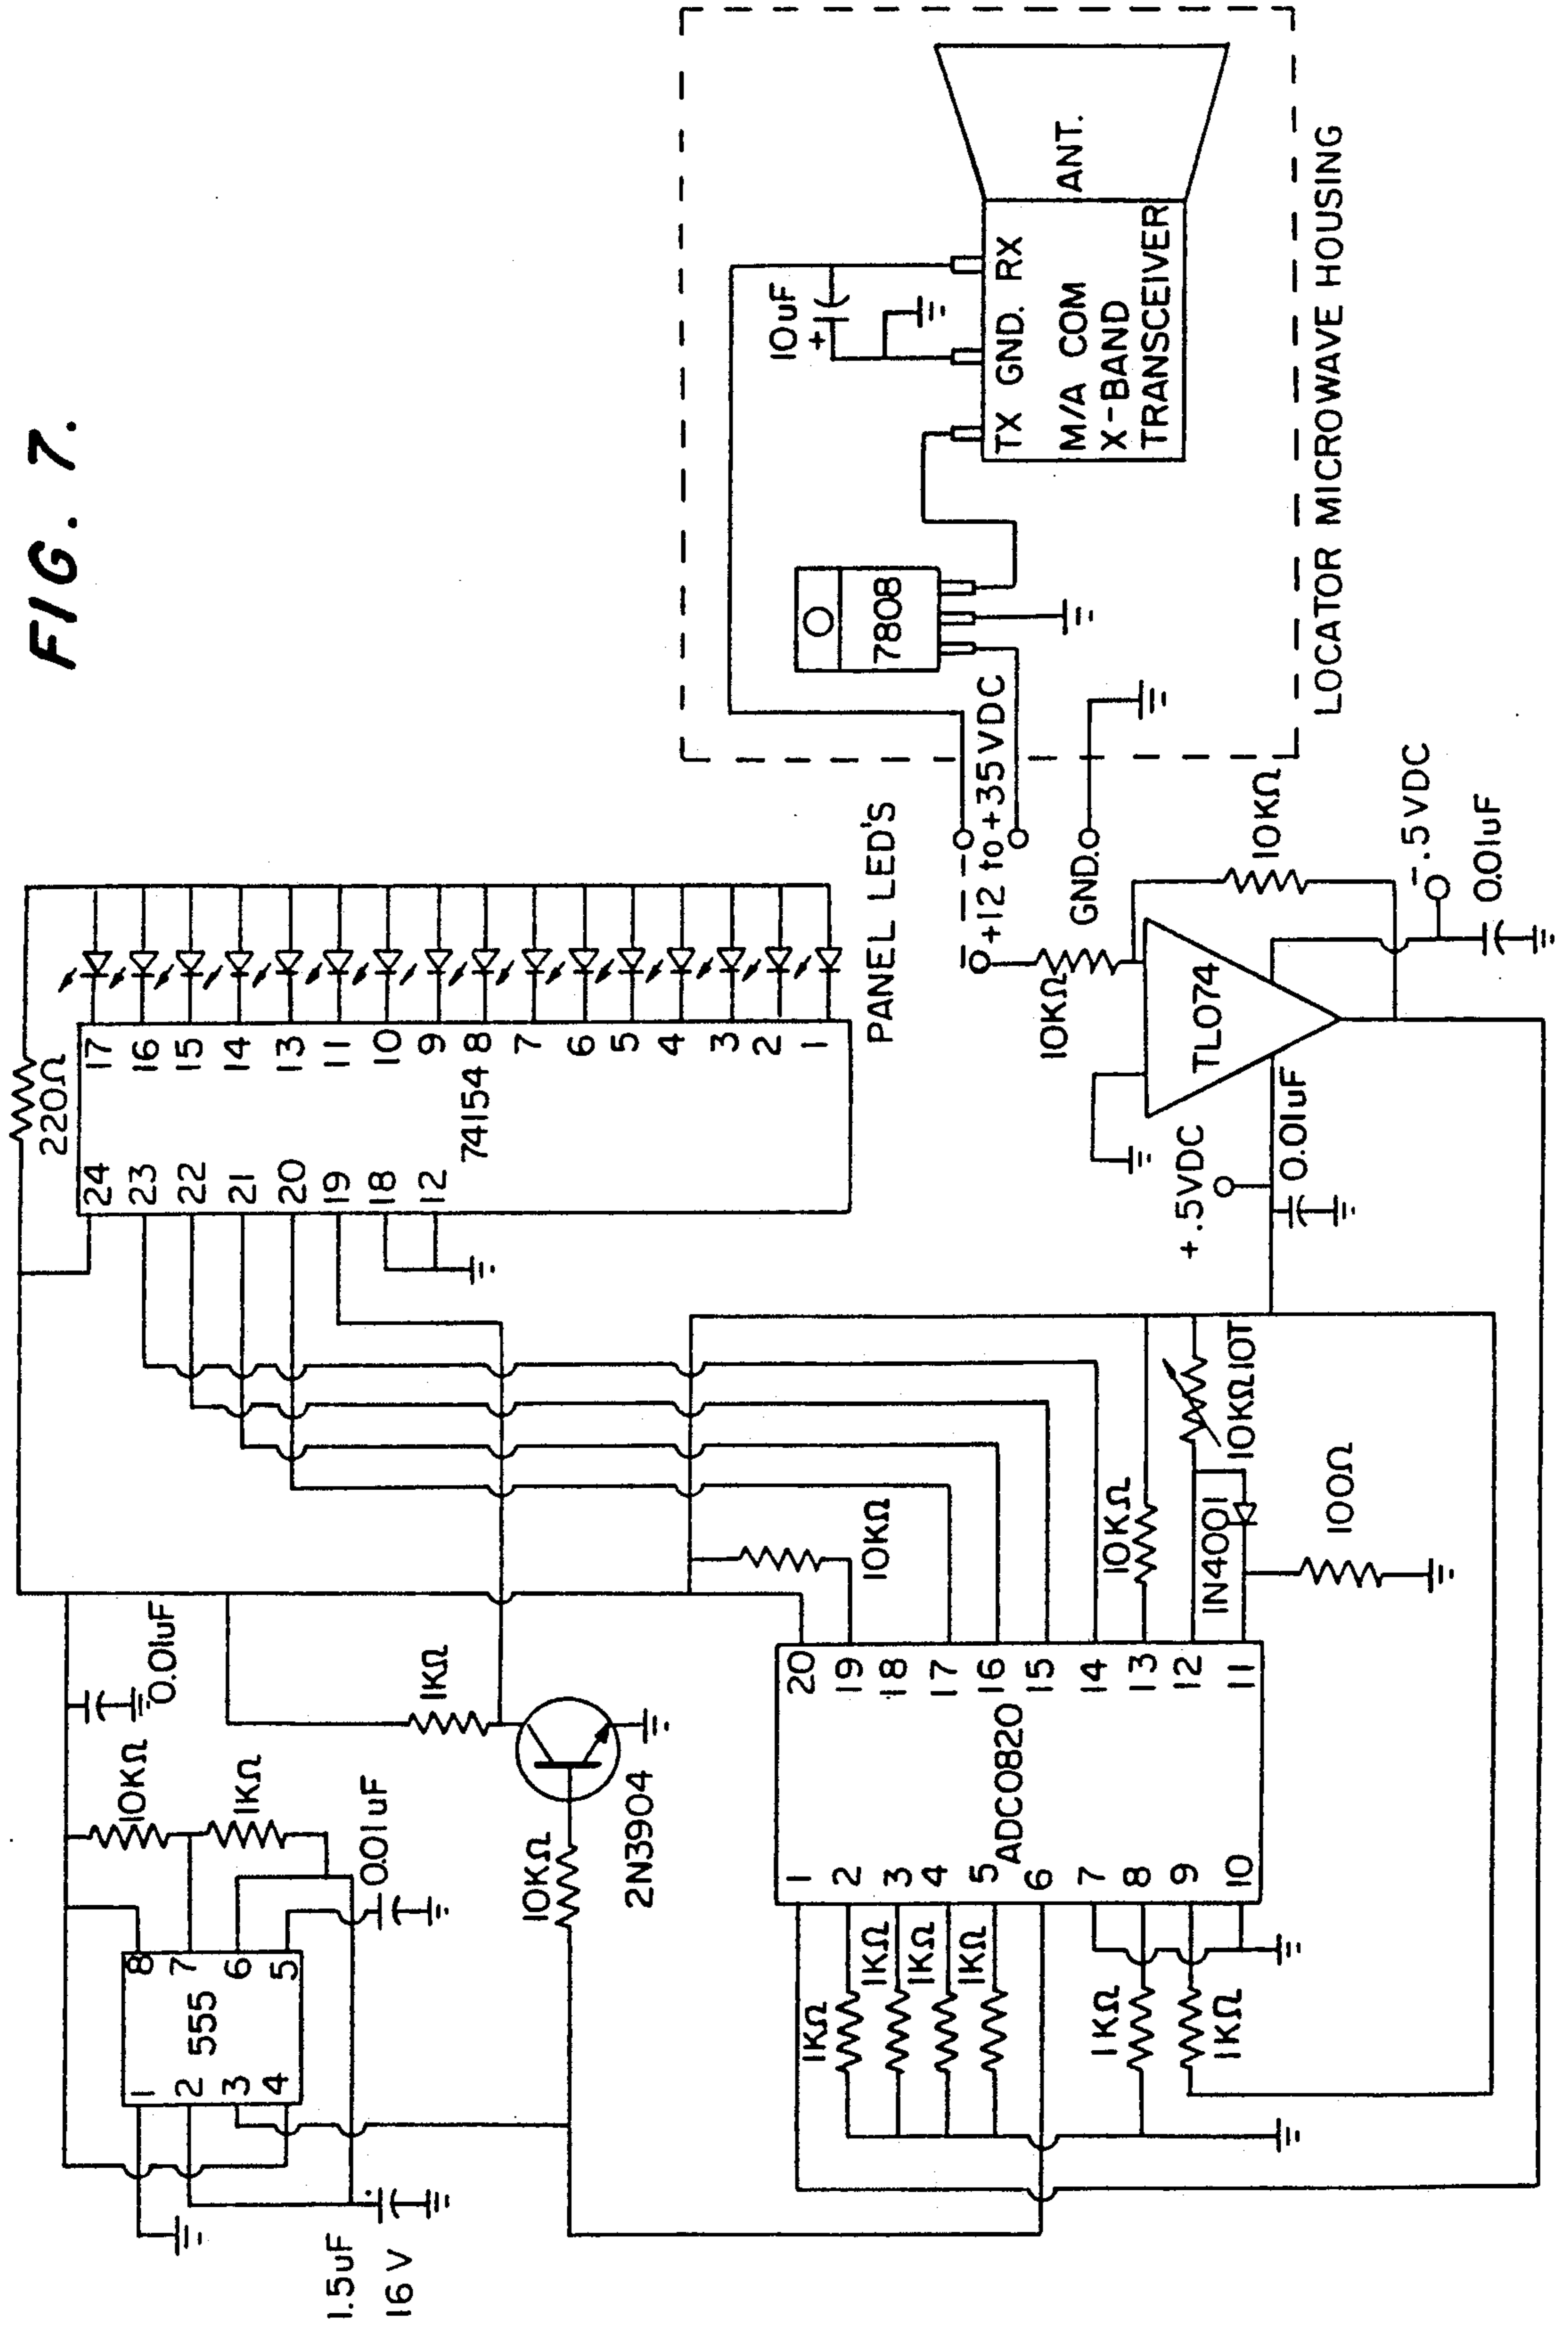 FIG. 7.
1.5uF
16 V
555
1
2
3
4
8
7
6
5
10KΩ
1KΩ
0.01uF
0.01uF
10KΩ
2N3904
1KΩ
220Ω
74154
24
23
22
21
20
19
18
12
17
16
15
14
13
11
10
9
8
7
6
5
4
3
2
1
PANEL LED'S
ADC0820
1
2
3
4
5
6
7
8
9
10
20
19
18
17
16
15
14
13
12
11
1KΩ
1KΩ
1KΩ
1KΩ
1KΩ
1KΩ
10KΩ
10KΩ
10KΩ10T
1N4001
100Ω
+.5VDC
0.01uF
TL074
10KΩ
10KΩ
-.5VDC
0.01uF
+12 to +35VDC
GND.
7808
10uF
+
TX GND. RX
M/A COM
X-BAND
TRANSCEIVER
ANT.
LOCATOR MICROWAVE HOUSING